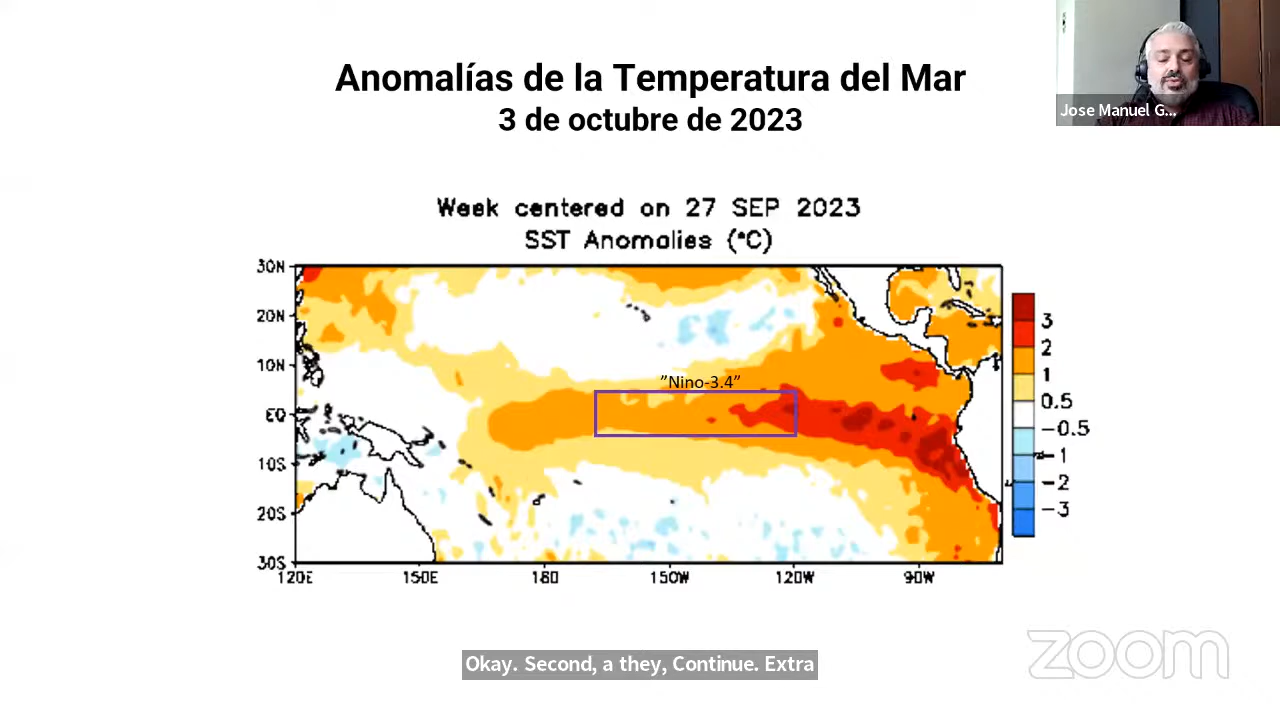 Anomalías de la Temperatura del Mar
3 de octubre de 2023
Jose Manuel G...
Week centered on 27 SEP 2023
SST Anomalies (°C)
30N
20N
10N
EQ
10S
20S
30S
"Nino-3.4"
120E
150E
180
150W
120W
90W
3
2
1
0.5
-0.5
-1
-2
-3
Okay. Second, a they, Continue. Extra
zoom